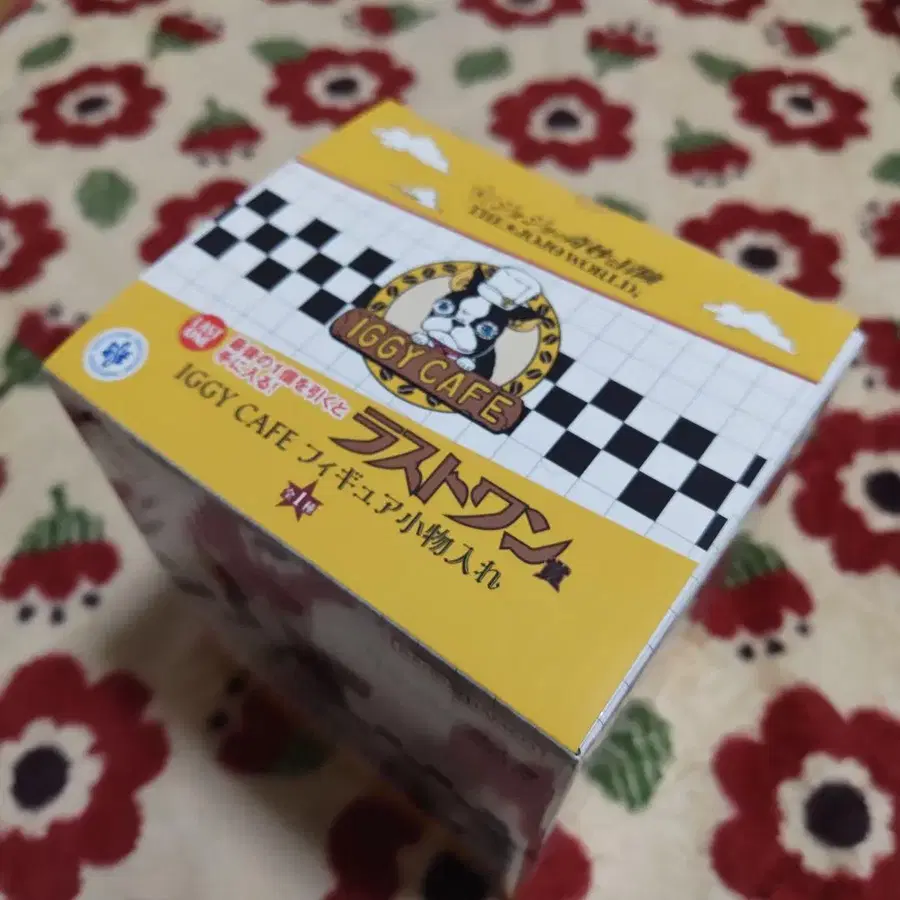 ジョジョの奇妙な冒険
THE★JOJO WORLD
IGGY CAFE
LAST ONE
最後の1個を引くと
手に入る!
ラストワン賞
IGGY CAFE フィギュア小物入れ
全1種